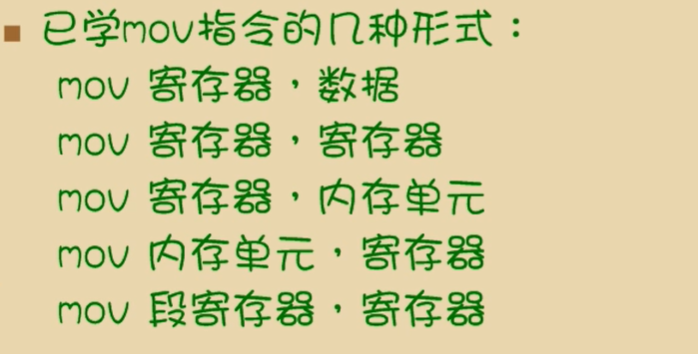 已学mov指令的几种形式：
mov 寄存器，数据
mov 寄存器，寄存器
mov 寄存器，内存单元
mov 内存单元，寄存器
mov 段寄存器，寄存器